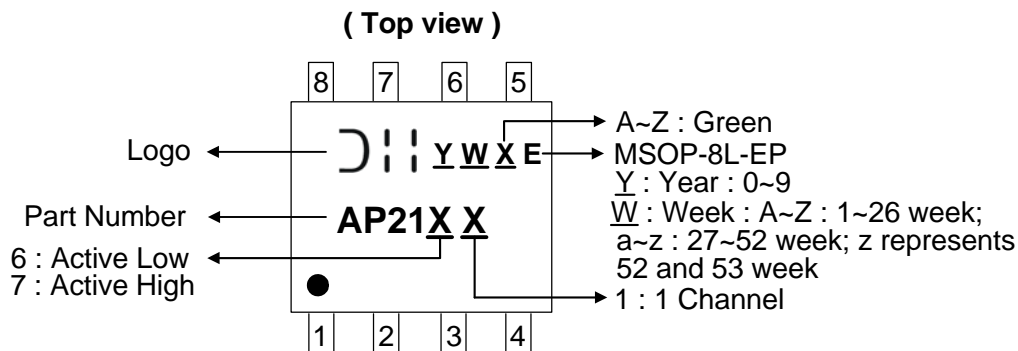 ( Top view )
8 7 6 5
Logo
Y W X E
A~Z : Green
MSOP-8L-EP
Y : Year : 0~9
W : Week : A~Z : 1~26 week;
a~z : 27~52 week; z represents
52 and 53 week
Part Number
AP21X X
6 : Active Low
7 : Active High
1 : 1 Channel
1 2 3 4